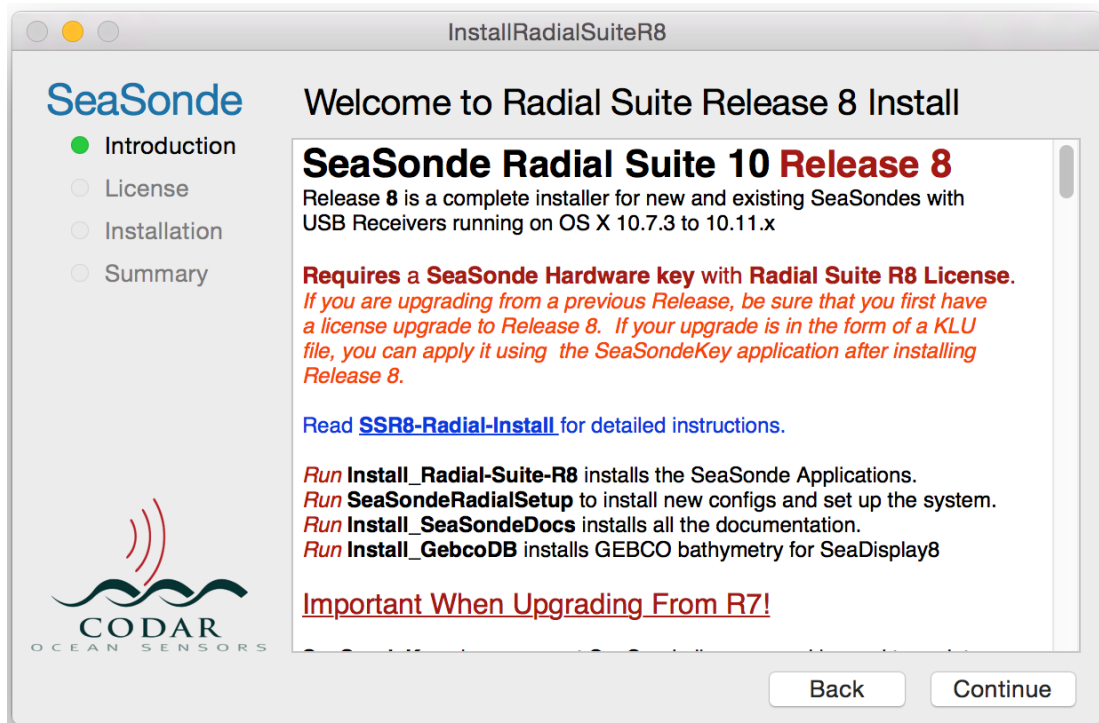 InstallRadialSuiteR8
SeaSonde
Introduction
License
Installation
Summary
Welcome to Radial Suite Release 8 Install
SeaSonde Radial Suite 10 Release 8
Release 8 is a complete installer for new and existing SeaSondes with
USB Receivers running on OS X 10.7.3 to 10.11.x
Requires a SeaSonde Hardware key with Radial Suite R8 License.
If you are upgrading from a previous Release, be sure that you first have
a license upgrade to Release 8. If your upgrade is in the form of a KLU
file, you can apply it using the SeaSondeKey application after installing
Release 8.
Read SSR8-Radial-Install for detailed instructions.
Run Install_Radial-Suite-R8 installs the SeaSonde Applications.
Run SeaSondeRadialSetup to install new configs and set up the system.
Run Install_SeaSondeDocs installs all the documentation.
Run Install_GebcoDB installs GEBCO bathymetry for SeaDisplay8
Important When Upgrading From R7!
CODAR
OCEAN SENSORS
Back
Continue